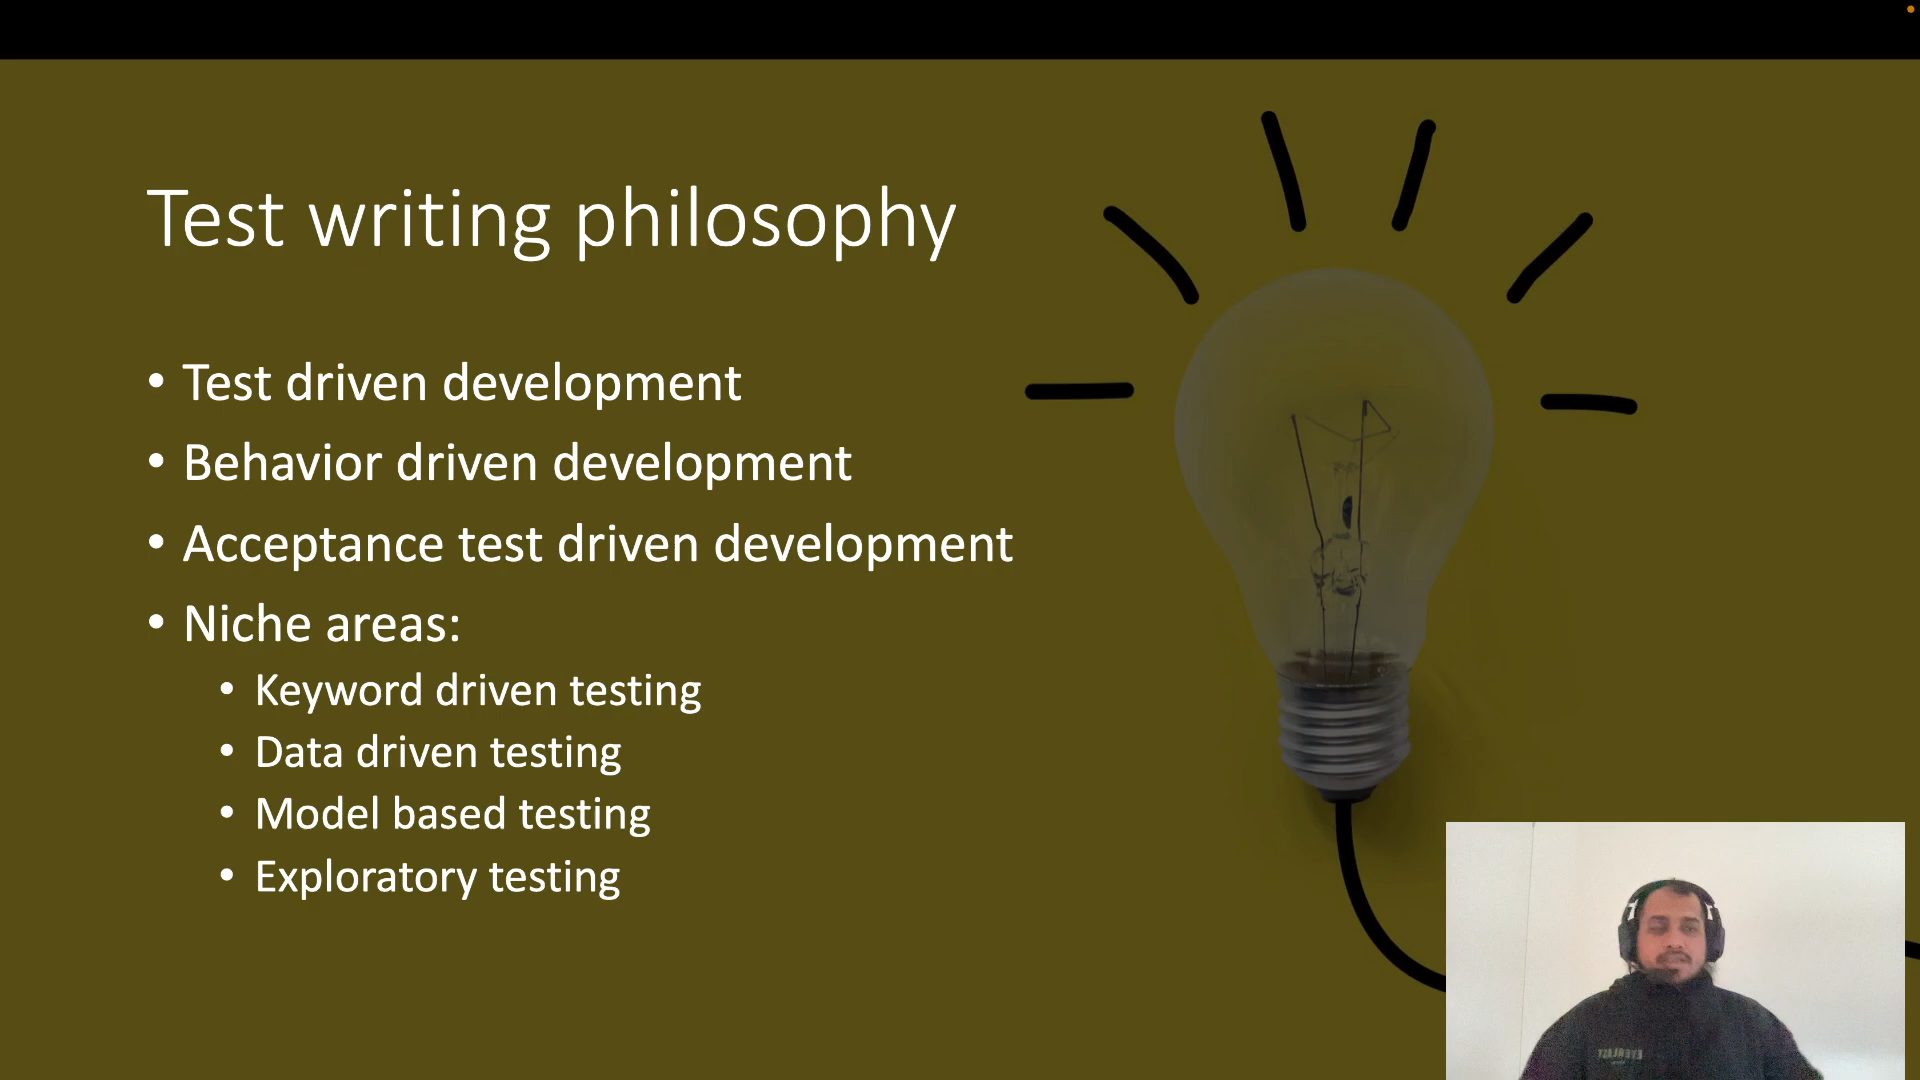 Test writing philosophy
• Test driven development
• Behavior driven development
• Acceptance test driven development
• Niche areas:
• Keyword driven testing
• Data driven testing
• Model based testing
• Exploratory testing
EVERLAST